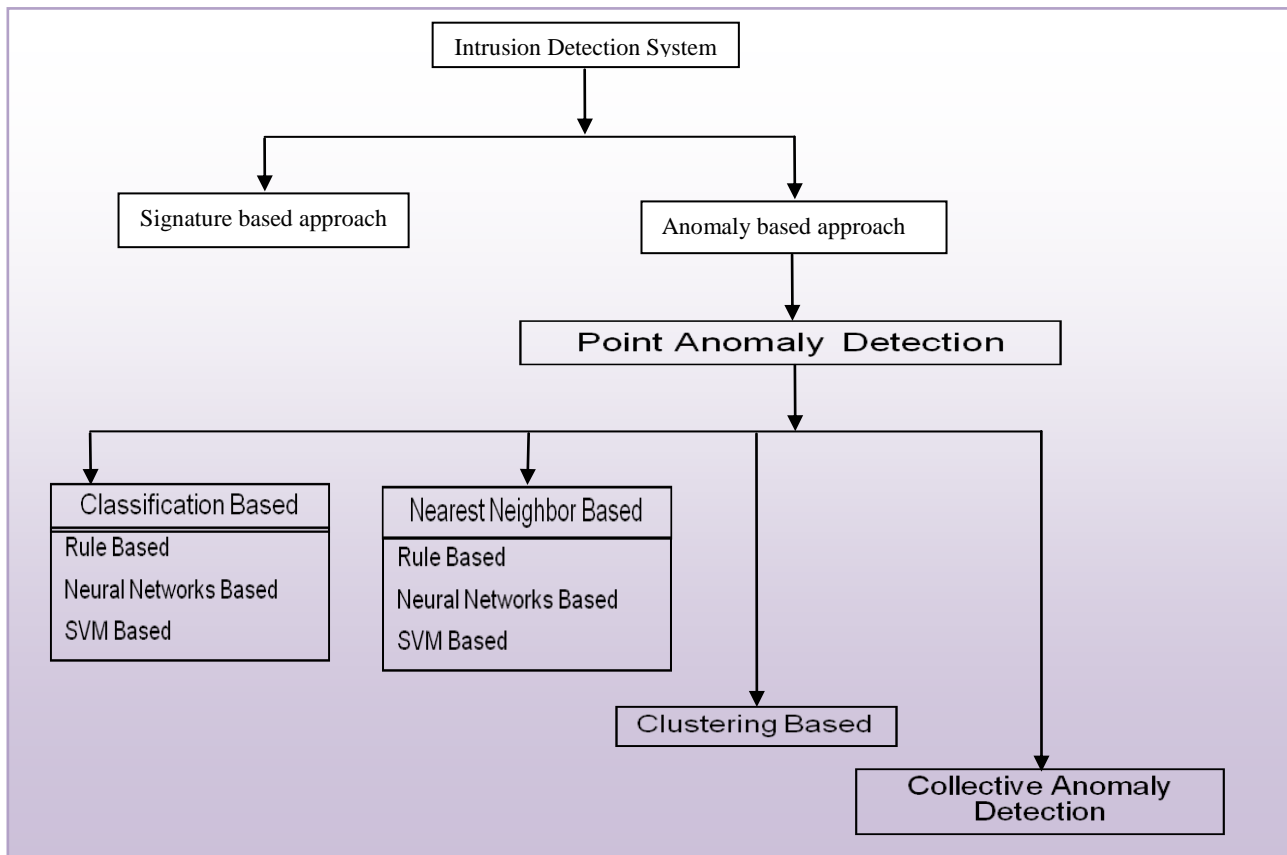 Intrusion Detection System
Signature based approach
Anomaly based approach
Point Anomaly Detection
Classification Based
Rule Based
Neural Networks Based
SVM Based
Nearest Neighbor Based
Rule Based
Neural Networks Based
SVM Based
Clustering Based
Collective Anomaly
Detection